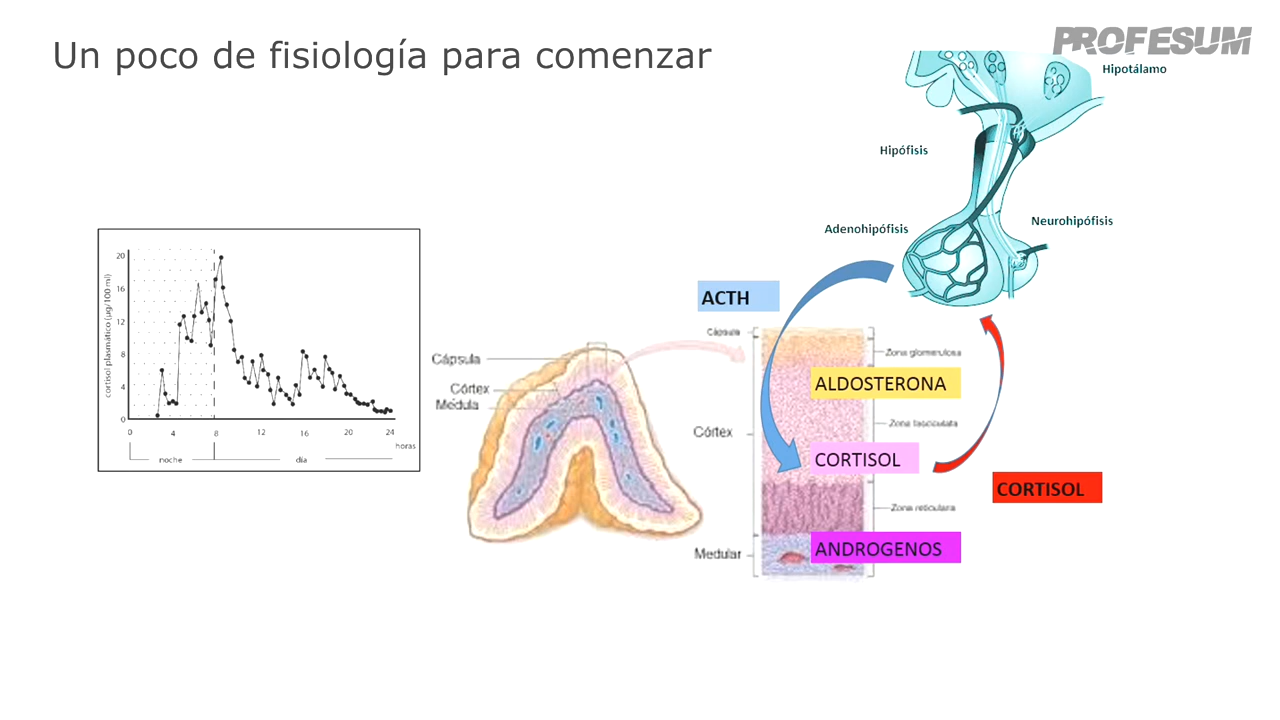 Un poco de fisiología para comenzar
PROFESUM
Hipotálamo
Hipófisis
Adenohipófisis
Neurohipófisis
cortisol plasmático (µg/100 ml)
20
16
12
8
4
0
0 4 8 12 16 20 24
horas
noche día
Cápsula
Córtex
Médula
ACTH
Cápsula
Zona glomerulosa
ALDOSTERONA
Zona fasciculata
Córtex
CORTISOL
Zona reticularis
Medular
ANDROGENOS
CORTISOL